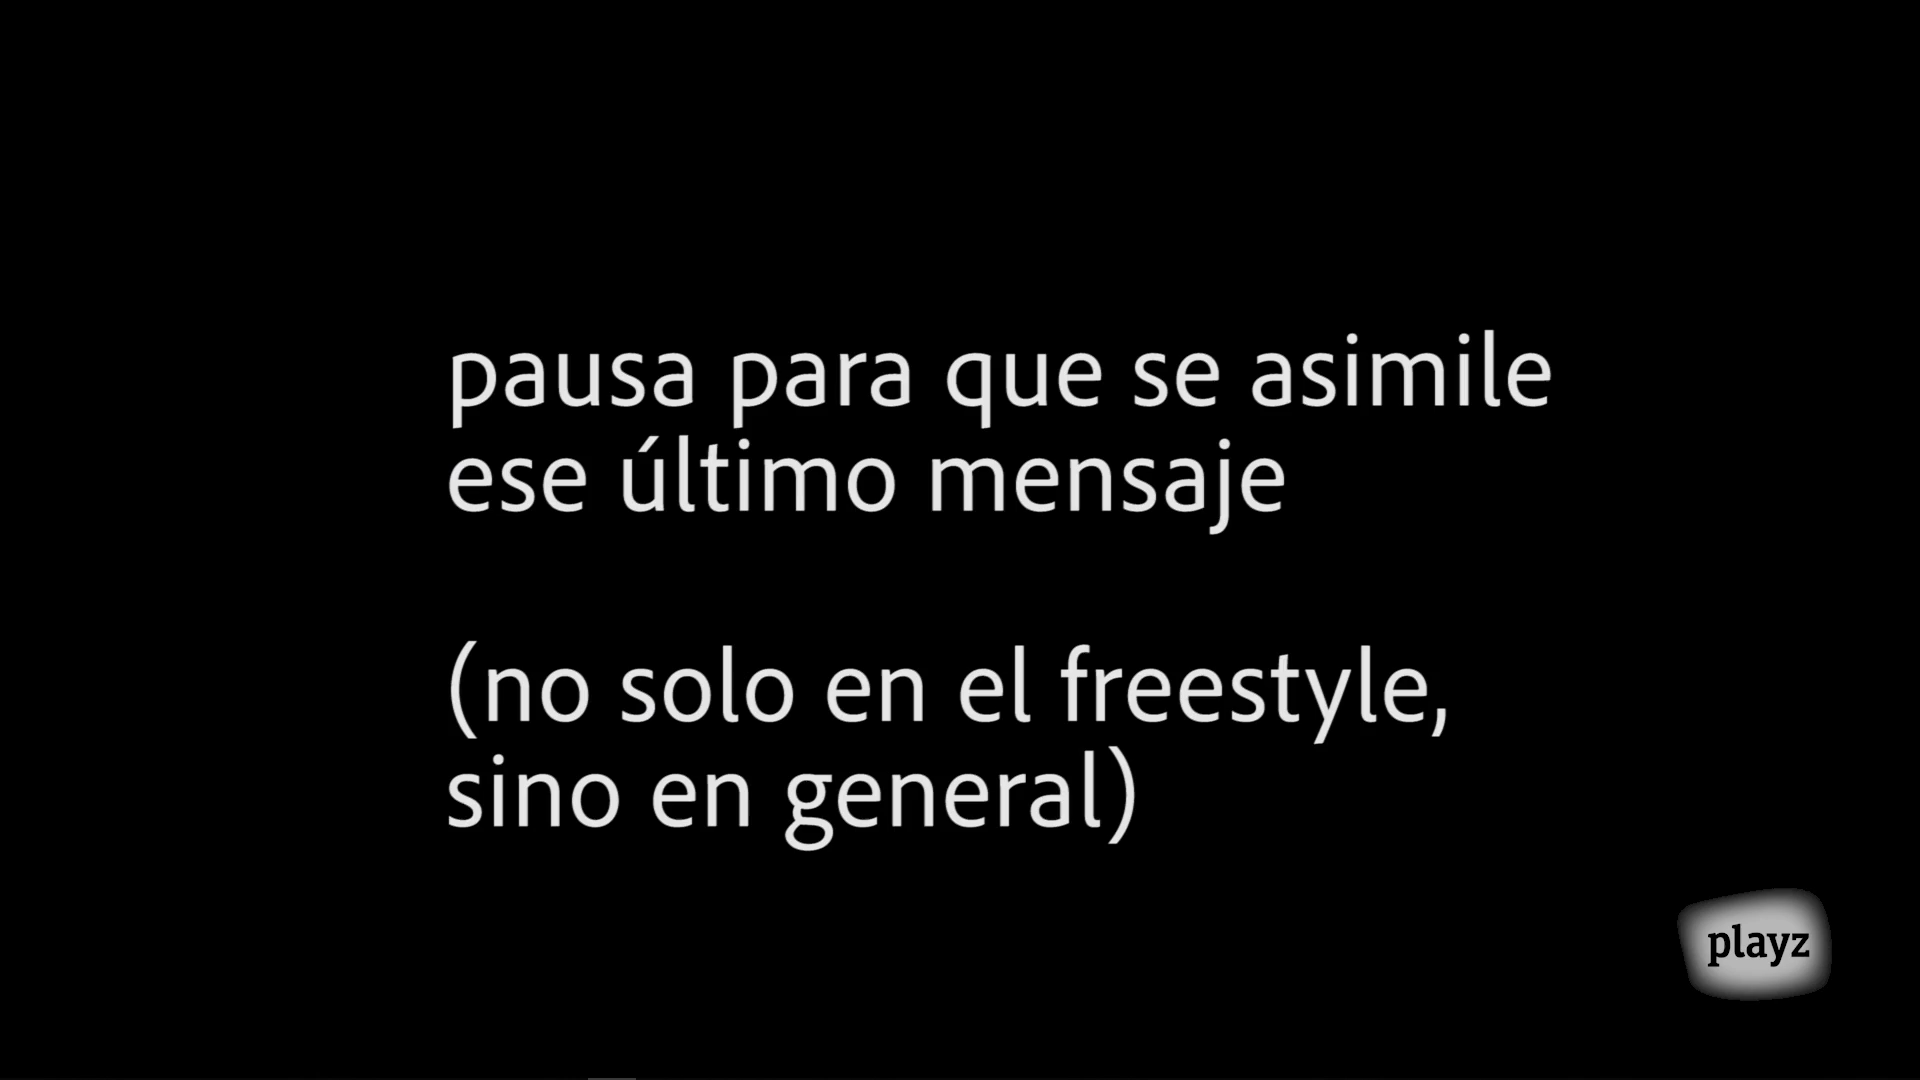 pausa para que se asimile
ese último mensaje
(no solo en el freestyle,
sino en general)
playz